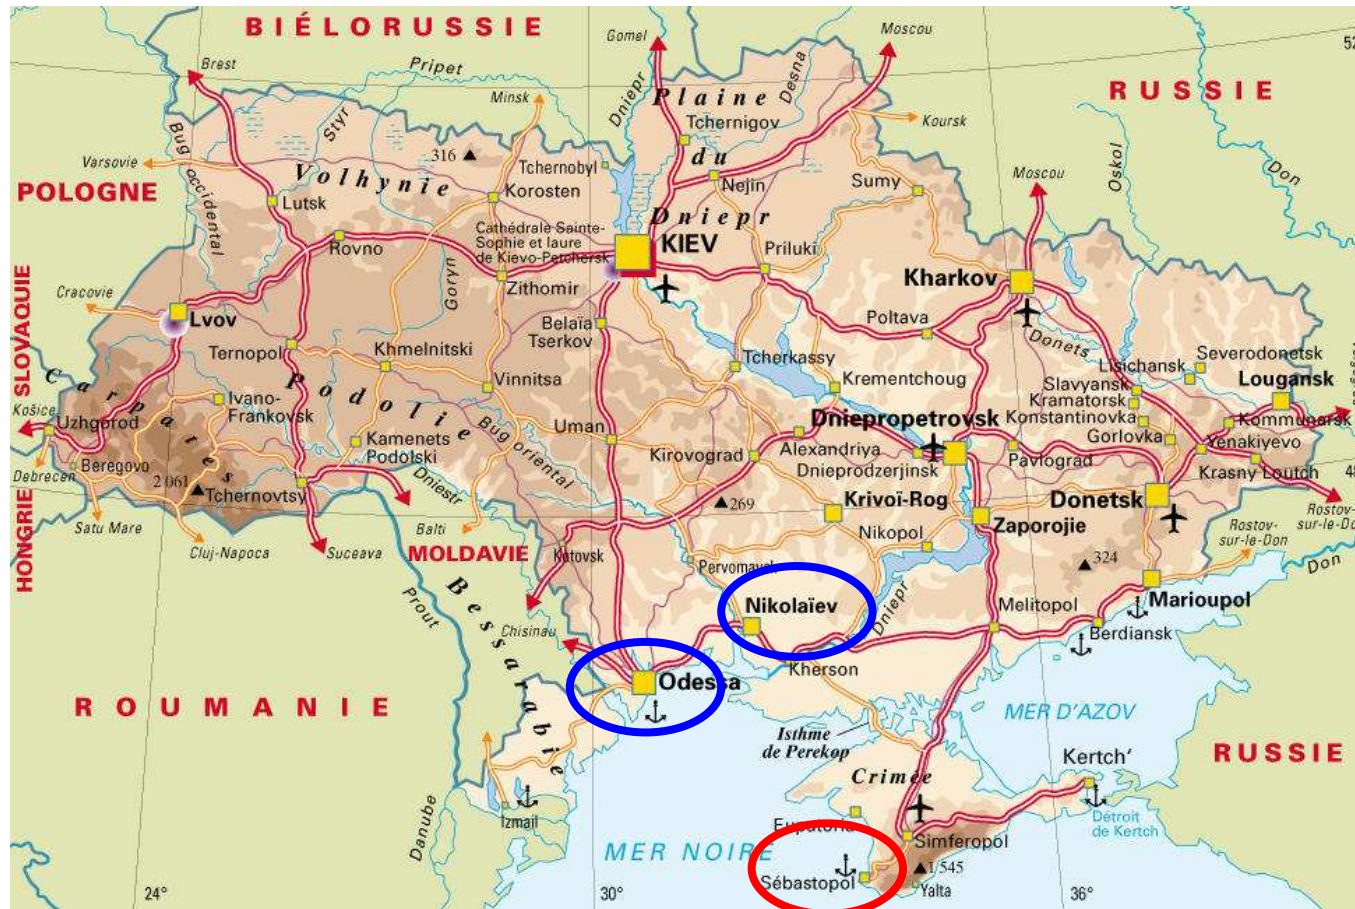 BIÉLORUSSIE
Gomel
Moscou
52
Brest
Pripet
Minsk
Dniepr
Desna
Plaine
RUSSIE
Styr
Tchernigov
Koursk
Bug occidental
Varsovie
316
Tchernobyl
du
Nejin
Sumy
Moscou
Oskol
Don
POLOGNE
Volhynie
Korosten
Lutsk
Dniepr
Rovno
Cathédrale Sainte-
Sophie et laure
de Kievo-Petchersk
KIEV
Priluki
Goryn
Zithomir
Kharkov
SLOVAQUIE
Cracovie
Lvov
Belaïa
Tserkov
Poltava
Donets
Ternopol
Khmelnitski
Tcherkassy
Severodonetsk
Lisichansk
Carpates
Podolie
Vinnitsa
Krementchoug
Slavyansk
Lougansk
Ivano-
Frankovsk
Kramatorsk
Košice
Uzhgorod
Bug oriental
Uman
Dniepropetrovsk
Konstantinovka
Kommunarsk
Kamenets
Podolski
Kirovograd
Alexandriya
Gorlovka
Yenakiyevo
Beregovo
Dnieprodzerjinsk
Pavlograd
Krasny Loutch
48
Debrecen
2 061
Tchernovtsy
Dniestr
269
Krivoï-Rog
Donetsk
HONGRIE
Satu Mare
Balti
Zaporojie
Rostov-
sur-le-Don
Rostov-
sur-le-Don
Cluj-Napoca
Suceava
MOLDAVIE
Kotovsk
Nikopol
Pervomaysk
324
Don
Bessarabie
Prout
Nikolaïev
Dniepr
Melitopol
Marioupol
Chisinau
Berdiansk
Kherson
Odessa
ROUMANIE
MER D'AZOV
Isthme
de Perekop
RUSSIE
Kertch'
Crimée
Izmail
Eupatoria
Détroit
de Kertch
Danube
Simferopol
MER NOIRE
1 545
Sébastopol
Yalta
24°
30°
36°